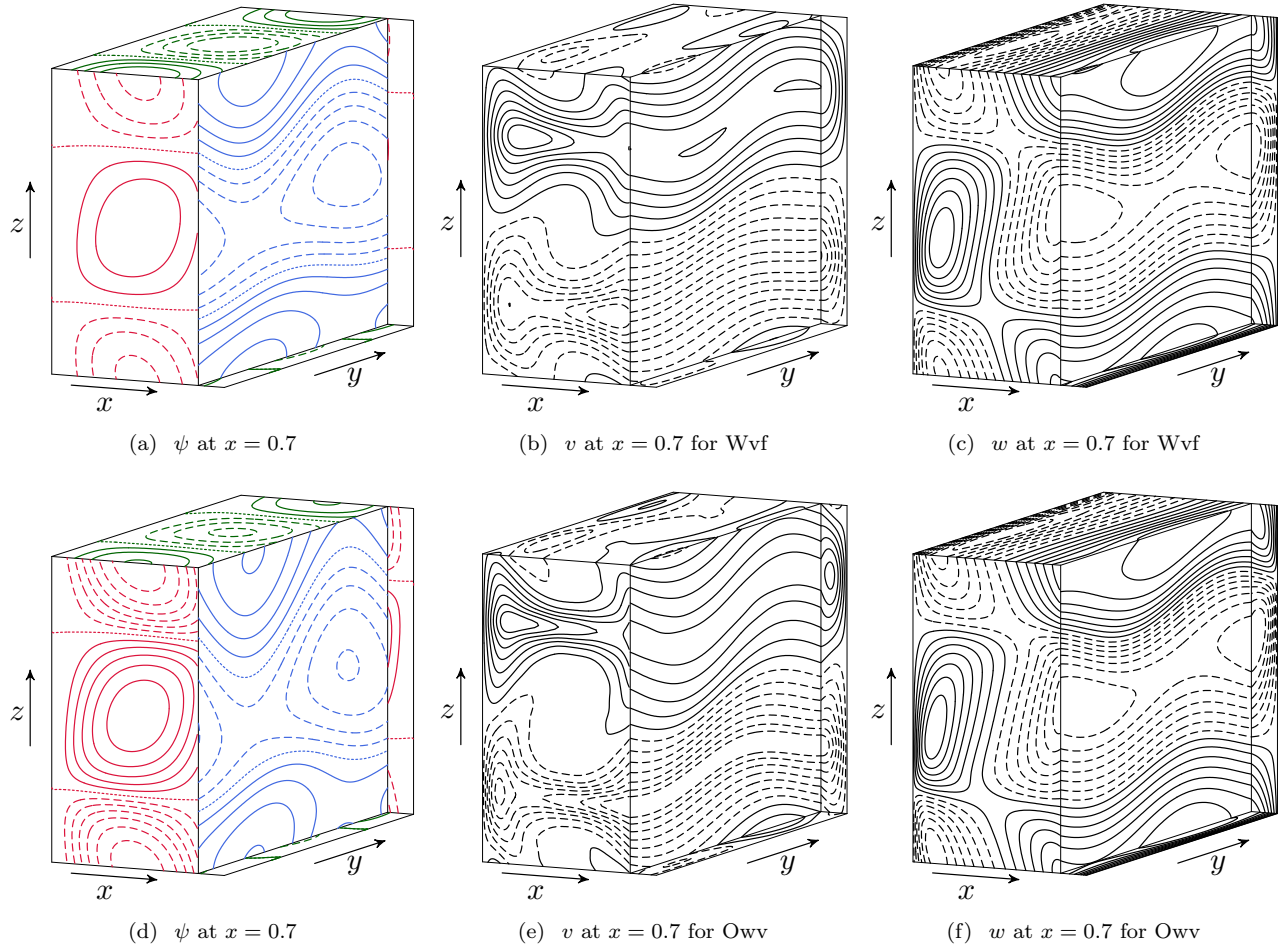 z
x
y
z
x
y
z
x
y
(a) ψ at x = 0.7
(b) v at x = 0.7 for Wvf
(c) w at x = 0.7 for Wvf
z
x
y
z
x
y
z
x
y
(d) ψ at x = 0.7
(e) v at x = 0.7 for Owv
(f) w at x = 0.7 for Owv